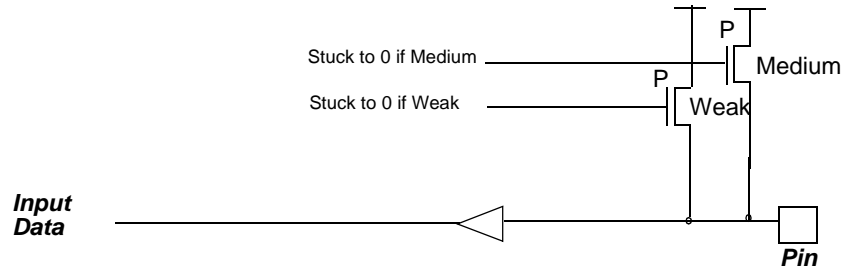 P
Stuck to 0 if Medium
Medium
P
Stuck to 0 if Weak
Weak
Input
Data
Pin